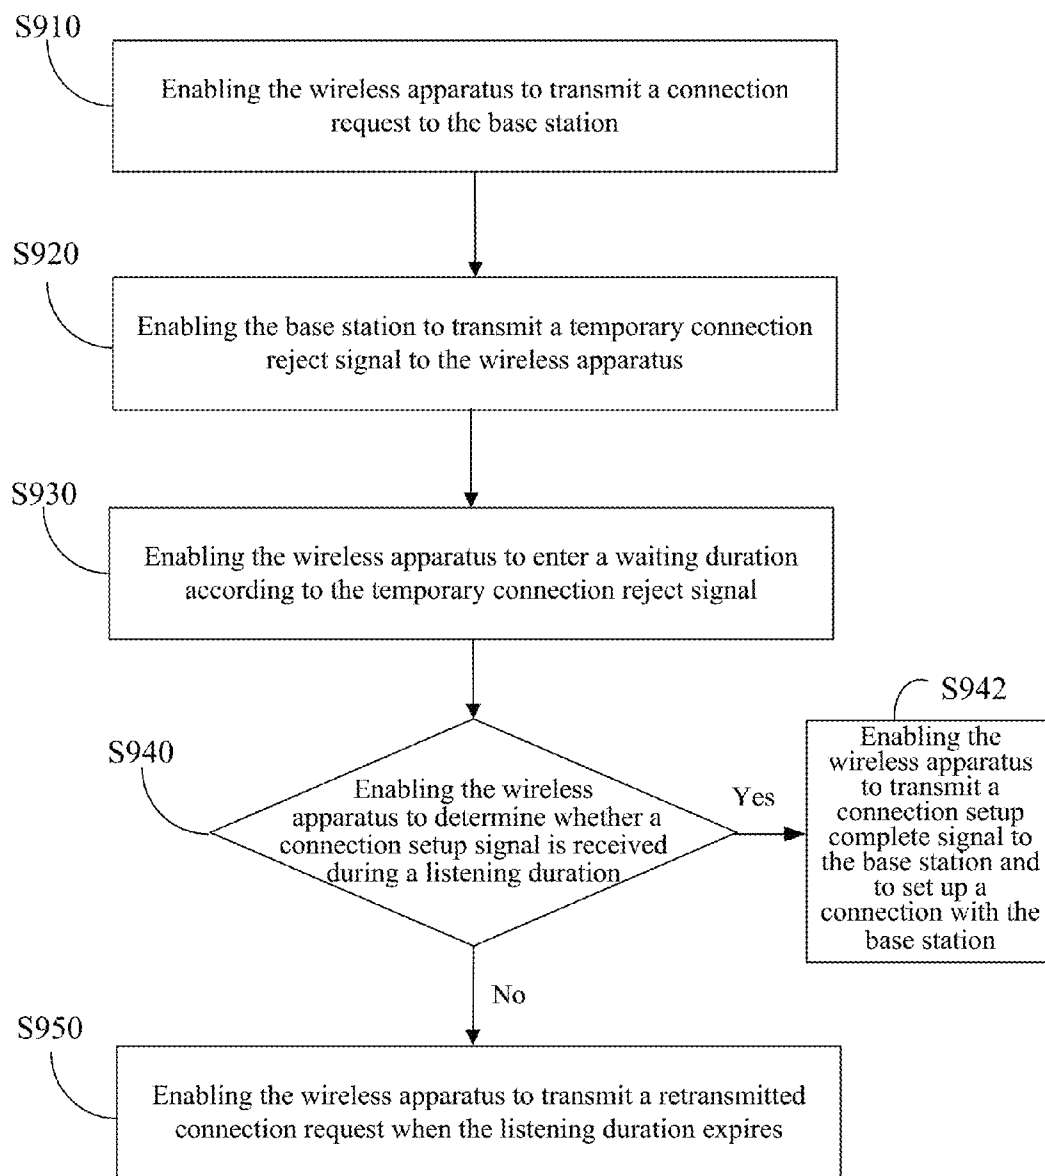 S910
Enabling the wireless apparatus to transmit a connection
request to the base station
S920
Enabling the base station to transmit a temporary connection
reject signal to the wireless apparatus
S930
Enabling the wireless apparatus to enter a waiting duration
according to the temporary connection reject signal
S940
Enabling the wireless
apparatus to determine whether a
connection setup signal is received
during a listening duration
Yes
S942
Enabling the
wireless apparatus
to transmit a
connection setup
complete signal to
the base station and
to set up a
connection with the
base station
No
S950
Enabling the wireless apparatus to transmit a retransmitted
connection request when the listening duration expires